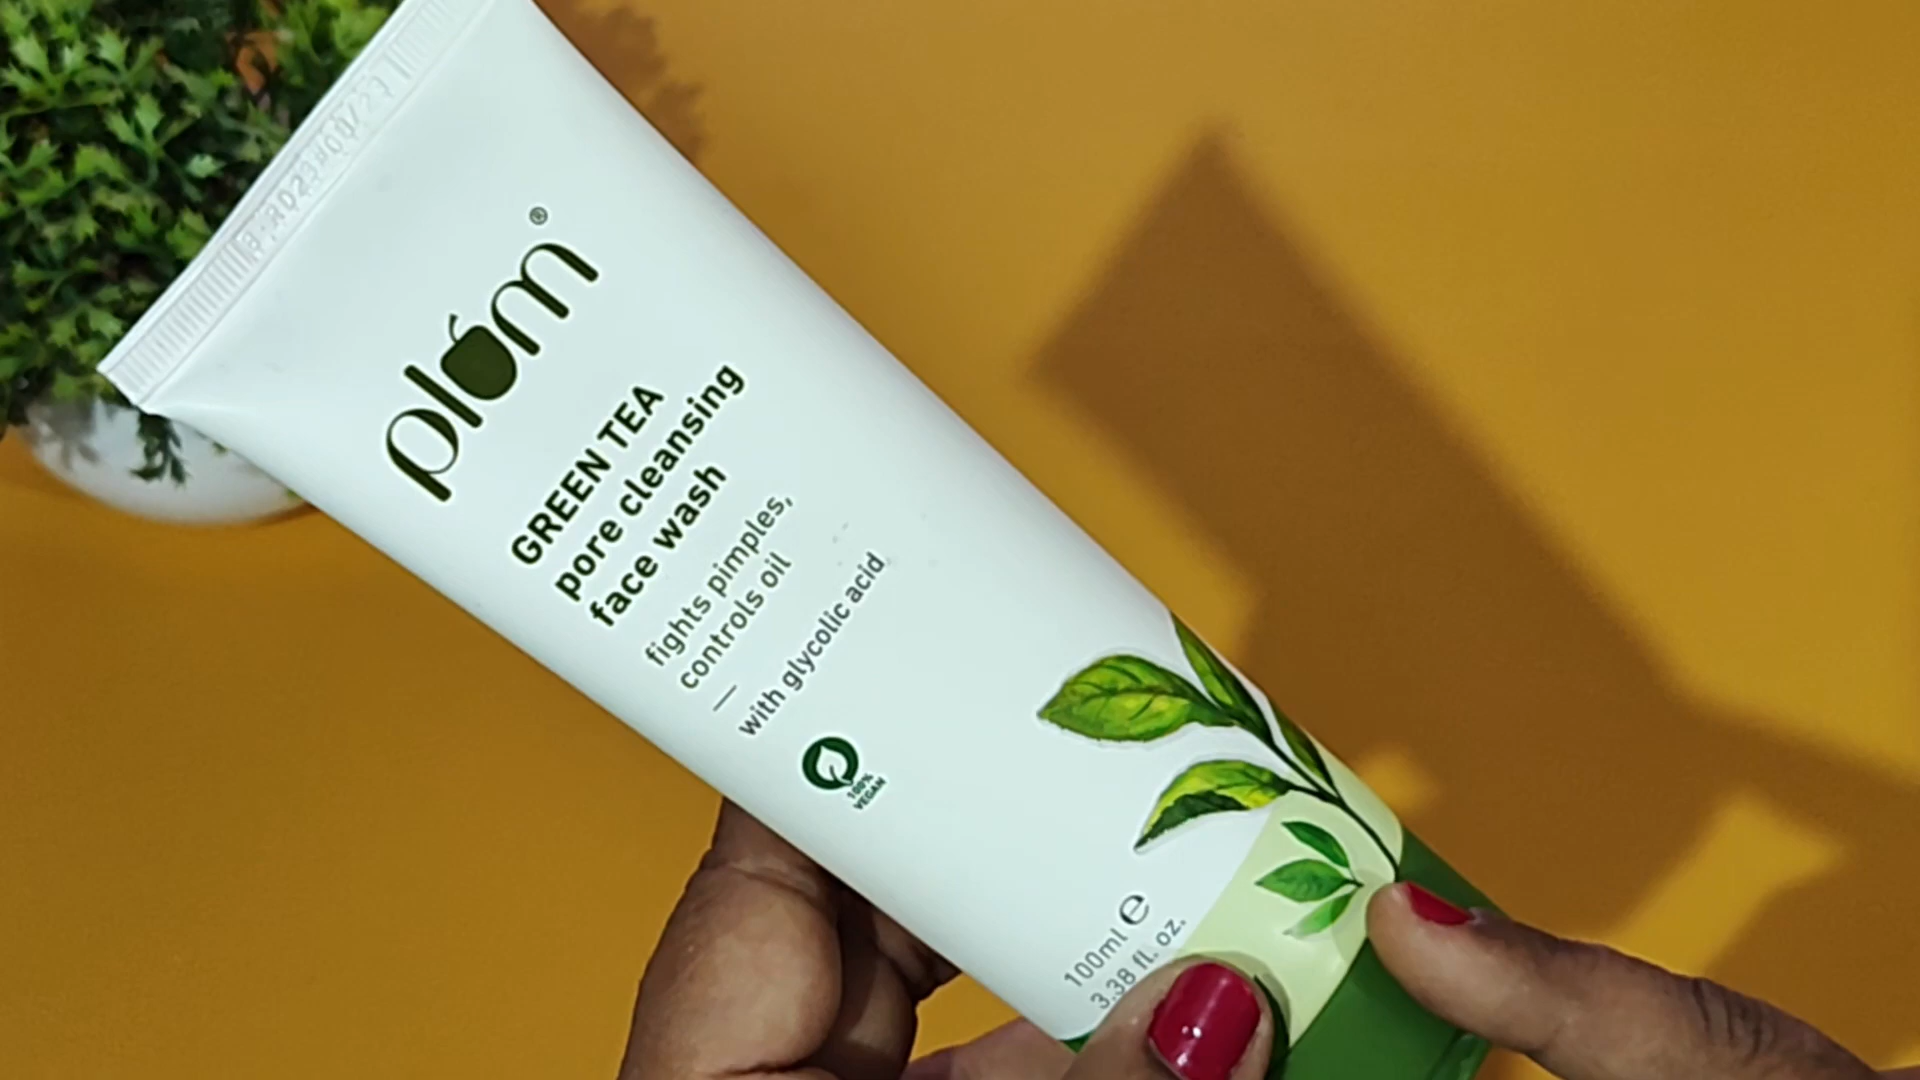 plum®
GREEN TEA
pore cleansing
face wash
fights pimples,
controls oil
with glycolic acid
100%
VEGAN
100ml ℮
3.38 fl. oz.